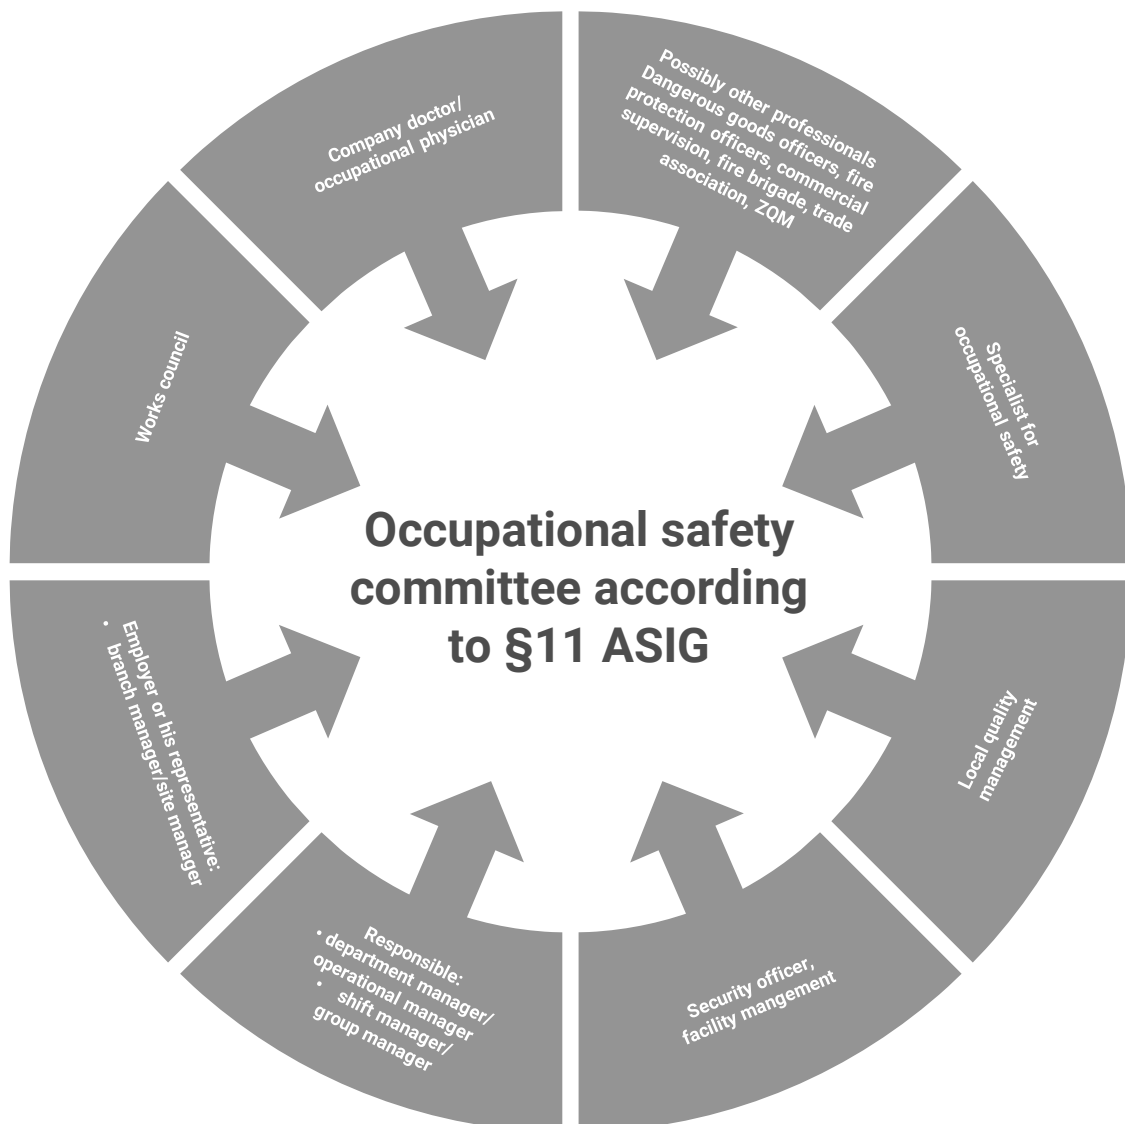 Possibly other professionals
Dangerous goods officers, fire
protection officers, commercial
supervision, fire brigade, trade
association, ZQM
Specialist for
occupational safety
Local quality
management
Security officer,
facility mangement
Responsible:
• department manager/
operational manager
• shift manager/
group manager
Employer or his representative:
• branch manager/site manager
Works council
Company doctor/
occupational physician
Occupational safety
committee according
to §11 ASIG